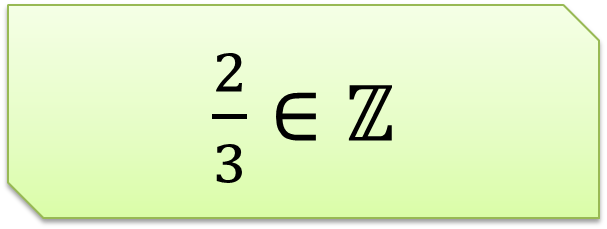 2/3 ∈ ℤ